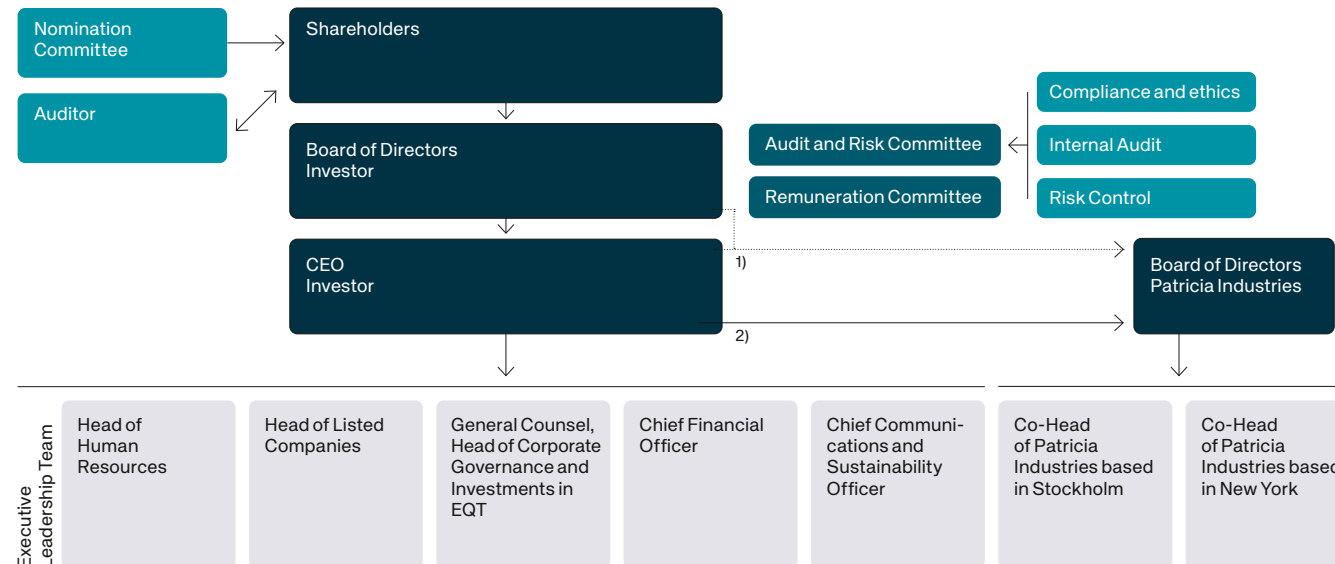 Nomination
Committee
Shareholders
Auditor
Compliance and ethics
Board of Directors
Investor
Audit and Risk Committee
Internal Audit
Remuneration Committee
Risk Control
CEO
Investor
1)
Board of Directors
Patricia Industries
2)
Executive
Leadership Team
Head of
Human
Resources
Head of Listed
Companies
General Counsel,
Head of Corporate
Governance and
Investments in
EQT
Chief Financial
Officer
Chief Communi-
cations and
Sustainability
Officer
Co-Head
of Patricia
Industries based
in Stockholm
Co-Head
of Patricia
Industries based
in New York